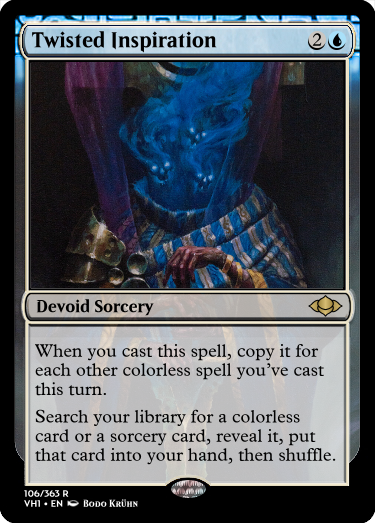 Twisted Inspiration 2
Devoid Sorcery
When you cast this spell, copy it for
each other colorless spell you've cast
this turn.
Search your library for a colorless
card or a sorcery card, reveal it, put
that card into your hand, then shuffle.
106/363 R
VH1 • EN Bodo Krühn